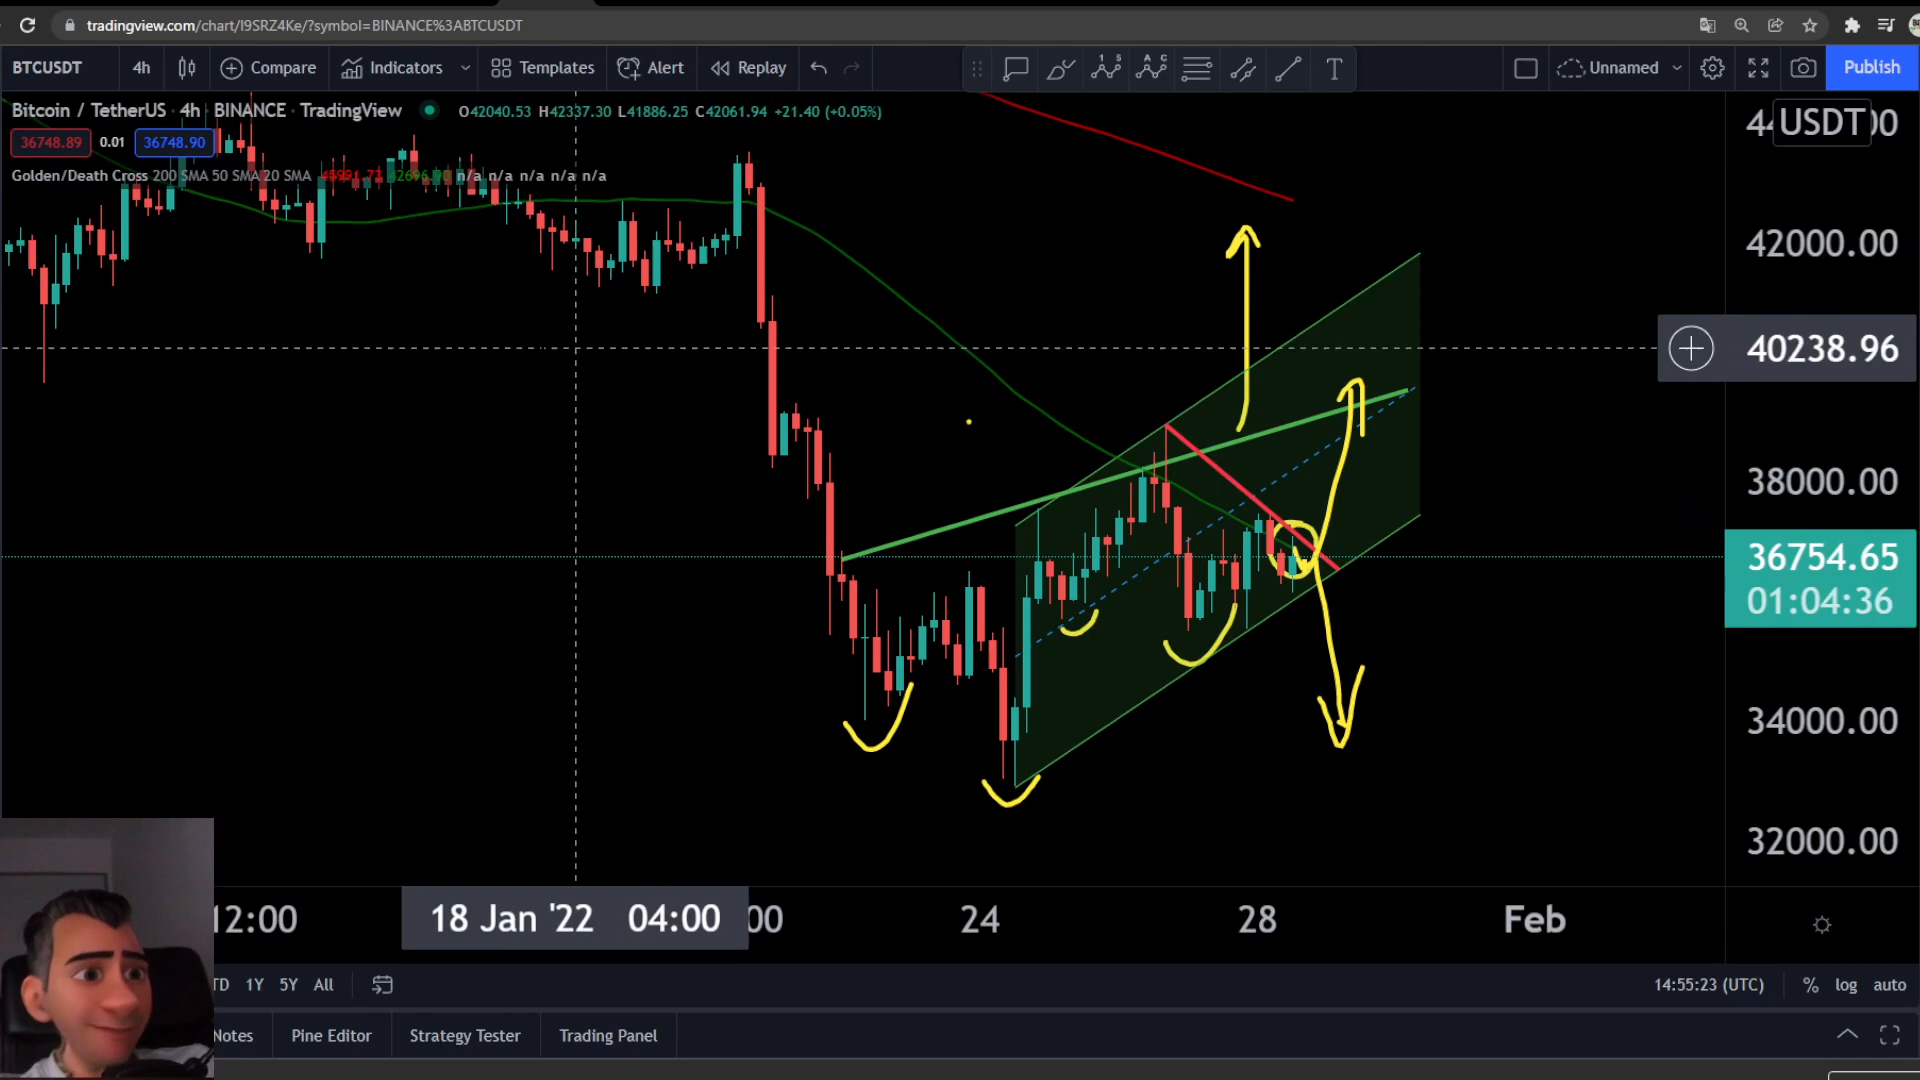 tradingview.com/chart/I9SRZ4Ke/?symbol=BINANCE%3ABTCUSDT
BTCUSDT 4h Compare Indicators Templates Alert Replay T Unnamed Publish
Bitcoin / TetherUS · 4h · BINANCE · TradingView O42040.53 H42337.30 L41886.25 C42061.94 +21.40 (+0.05%)
36748.89 0.01 36748.90
Golden/Death Cross 200 SMA 50 SMA 20 SMA 45991.73 42696.90 n/a n/a n/a n/a n/a
USDT
42000.00
40238.96
38000.00
36754.65
01:04:36
34000.00
32000.00
12:00 18 Jan '22 04:00 24 28 Feb
1Y 5Y All 14:55:23 (UTC) % log auto
Notes Pine Editor Strategy Tester Trading Panel